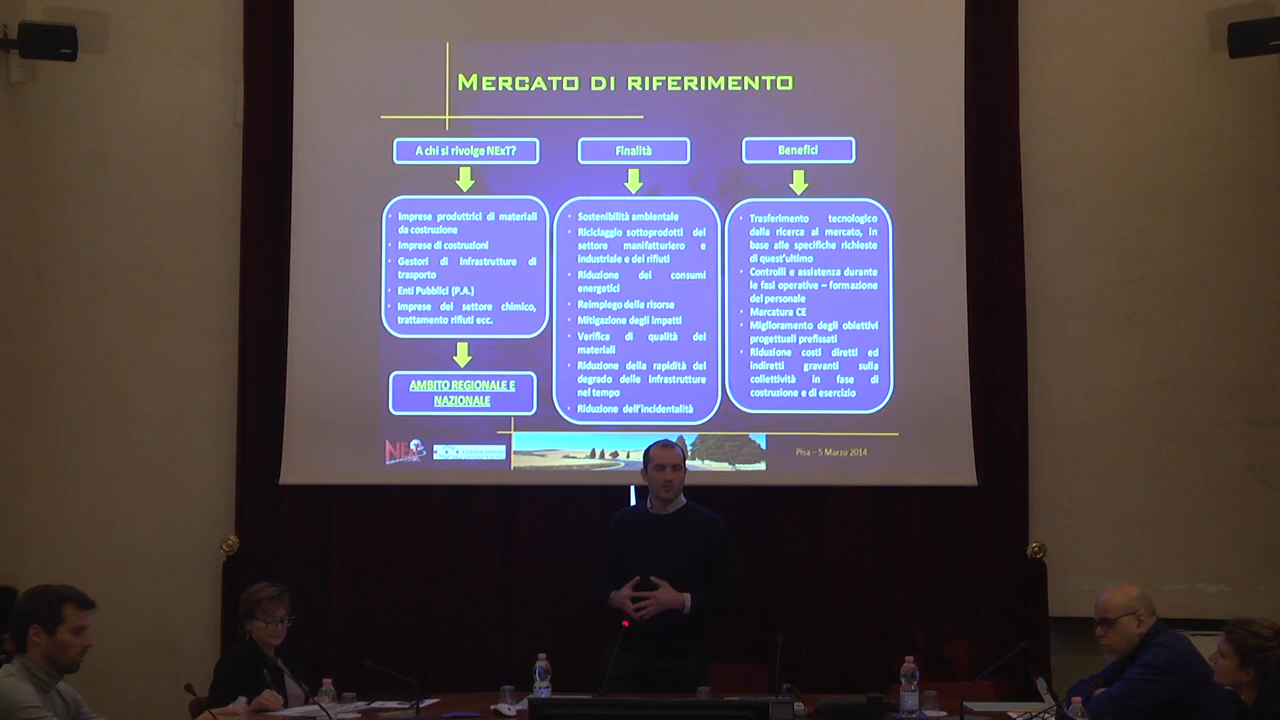 MERCATO DI RIFERIMENTO
A chi si rivolge NExT?
Imprese produttrici di materiali
da costruzione
Imprese di costruzioni
Gestori di infrastrutture di
trasporto
Enti Pubblici (P.A.)
Imprese del settore chimico,
trattamento rifiuti ecc.
AMBITO REGIONALE E
NAZIONALE
Finalità
Sostenibilità ambientale
Riciclaggio sottoprodotti del
settore manifatturiero e
industriale e dei rifiuti
Riduzione dei consumi
energetici
Reimpiego delle risorse
Mitigazione degli impatti
Verifica di qualità dei
materiali
Riduzione della rapidità del
degrado delle infrastrutture
nel tempo
Riduzione dell'incidentalità
Benefici
Trasferimento tecnologico
dalla ricerca al mercato, in
base alle specifiche richieste
di quest'ultimo
Controlli e assistenza durante
le fasi operative – formazione
del personale
Marcatura CE
Miglioramento degli obiettivi
progettuali prefissati
Riduzione costi diretti ed
indiretti gravanti sulla
collettività in fase di
costruzione e di esercizio
Pisa – 5 Marzo 2014